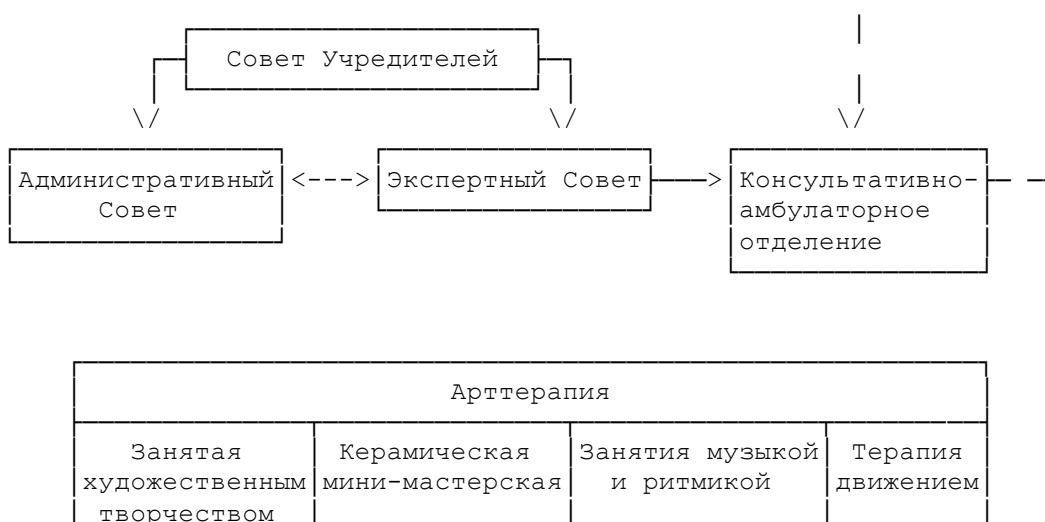 Совет Учредителей
Административный <---> Экспертный Совет ────> Консультативно-
Совет амбулаторное
отделение
Арттерапия
Занятая Керамическая Занятия музыкой Терапия
художественным мини-мастерская и ритмикой движением
творчеством